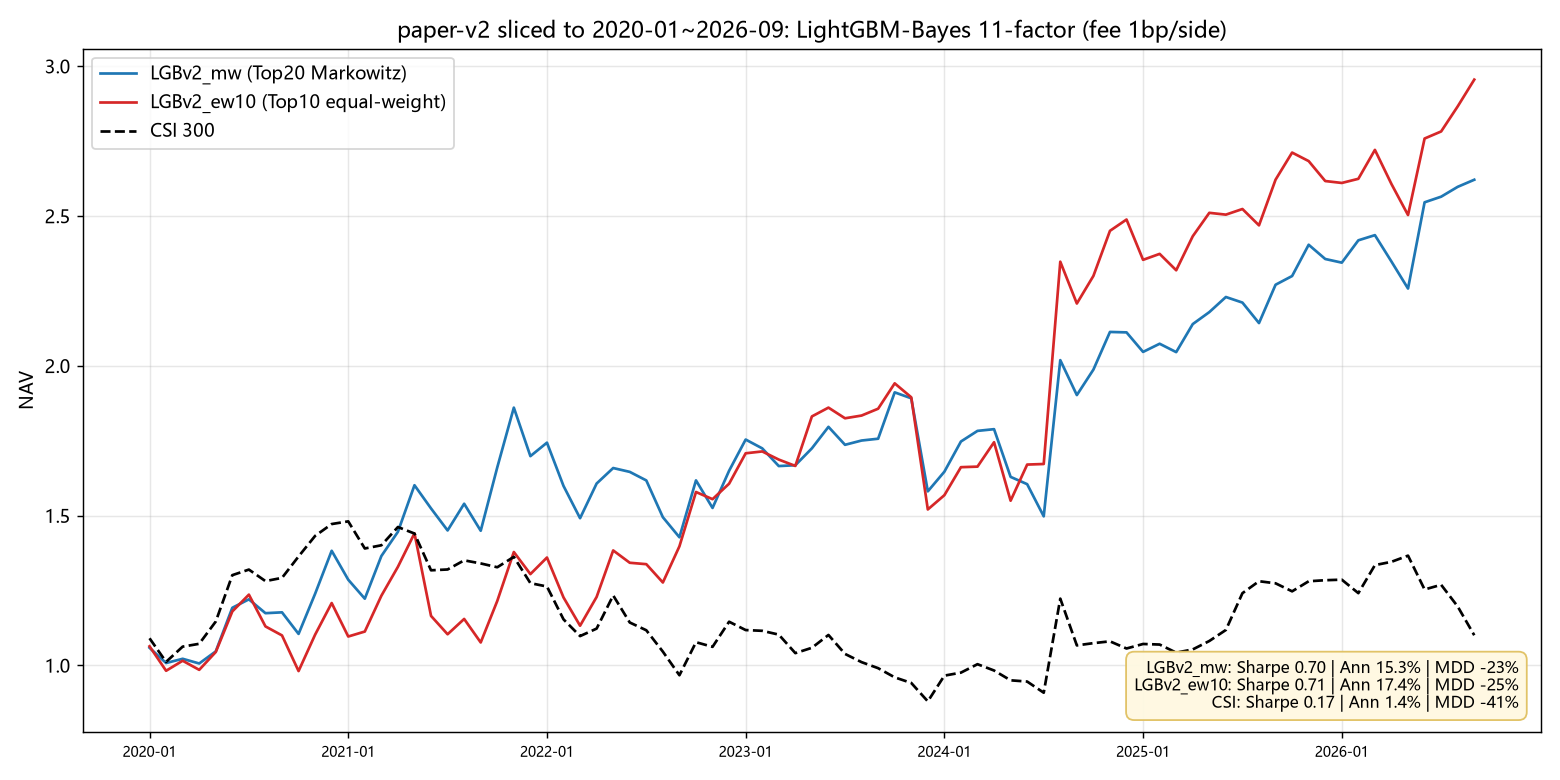 paper-v2 sliced to 2020-01~2026-09: LightGBM-Bayes 11-factor (fee 1bp/side)
LGBv2_mw (Top20 Markowitz)
LGBv2_ew10 (Top10 equal-weight)
CSI 300
NAV
3.0
2.5
2.0
1.5
1.0
LGBv2_mw: Sharpe 0.70 | Ann 15.3% | MDD -23%
LGBv2_ew10: Sharpe 0.71 | Ann 17.4% | MDD -25%
CSI: Sharpe 0.17 | Ann 1.4% | MDD -41%
2020-01 2021-01 2022-01 2023-01 2024-01 2025-01 2026-01